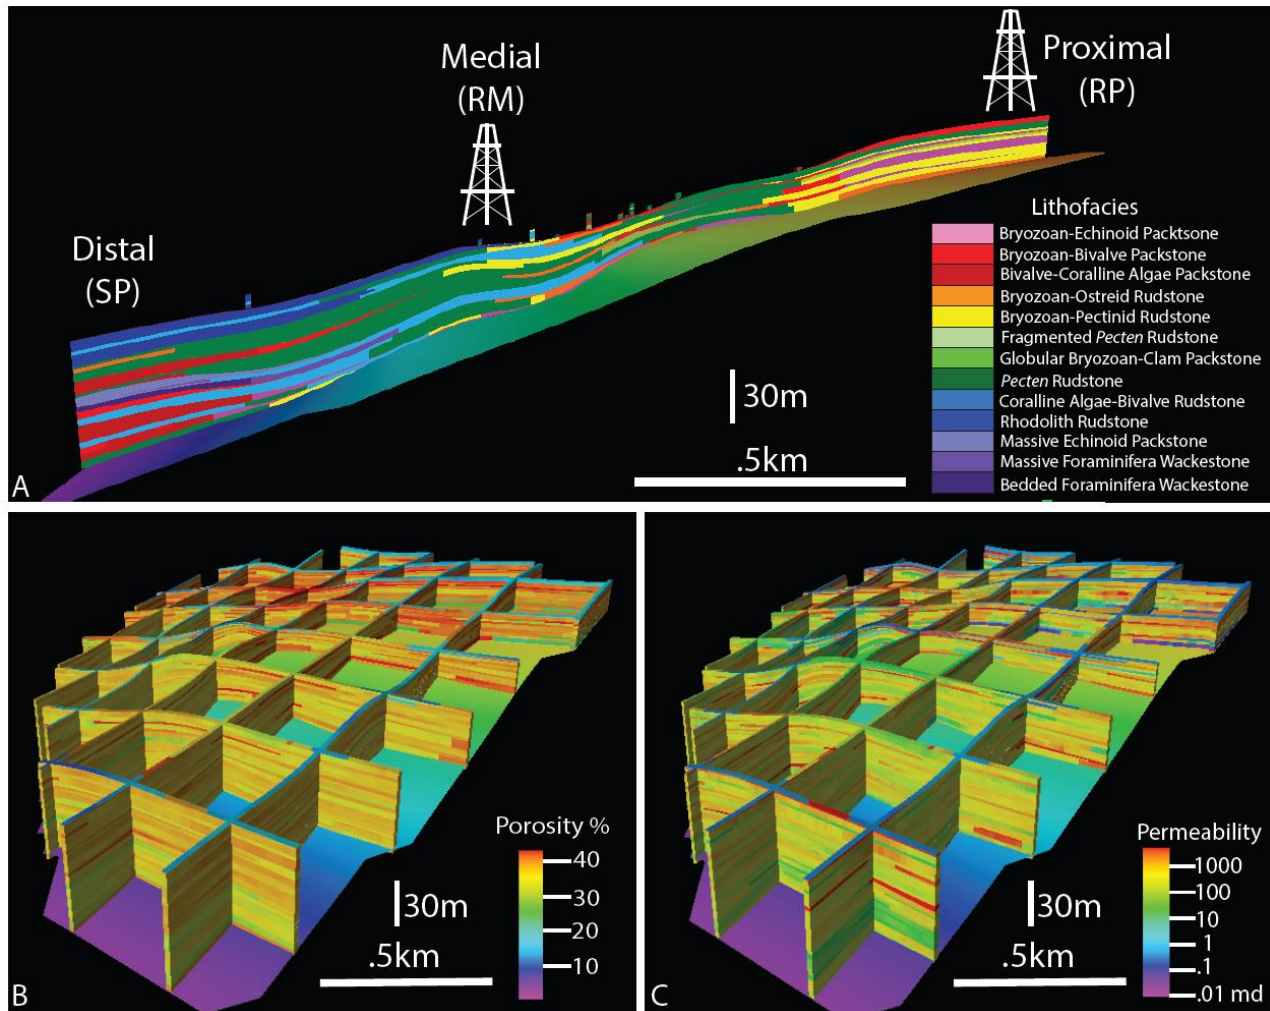 Medial
(RM)
Proximal
(RP)
Distal
(SP)
Lithofacies
Bryozoan-Echinoid Packtsone
Bryozoan-Bivalve Packstone
Bivalve-Coralline Algae Packstone
Bryozoan-Ostreid Rudstone
Bryozoan-Pectinid Rudstone
Fragmented Pecten Rudstone
Globular Bryozoan-Clam Packstone
Pecten Rudstone
Coralline Algae-Bivalve Rudstone
Rhodolith Rudstone
Massive Echinoid Packstone
Massive Foraminifera Wackestone
Bedded Foraminifera Wackestone
30m
.5km
A
Porosity %
40
30
20
10
30m
.5km
B
Permeability
1000
100
10
1
.1
.01 md
30m
.5km
C